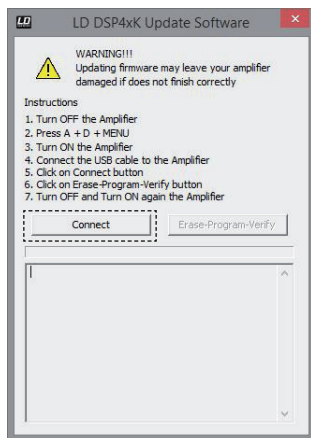 LD LD DSP4xK Update Software ×
WARNING!!!
Updating firmware may leave your amplifier
damaged if does not finish correctly
Instructions
1. Turn OFF the Amplifier
2. Press A + D + MENU
3. Turn ON the Amplifier
4. Connect the USB cable to the Amplifier
5. Click on Connect button
6. Click on Erase-Program-Verify button
7. Turn OFF and Turn ON again the Amplifier
Connect Erase-Program-Verify